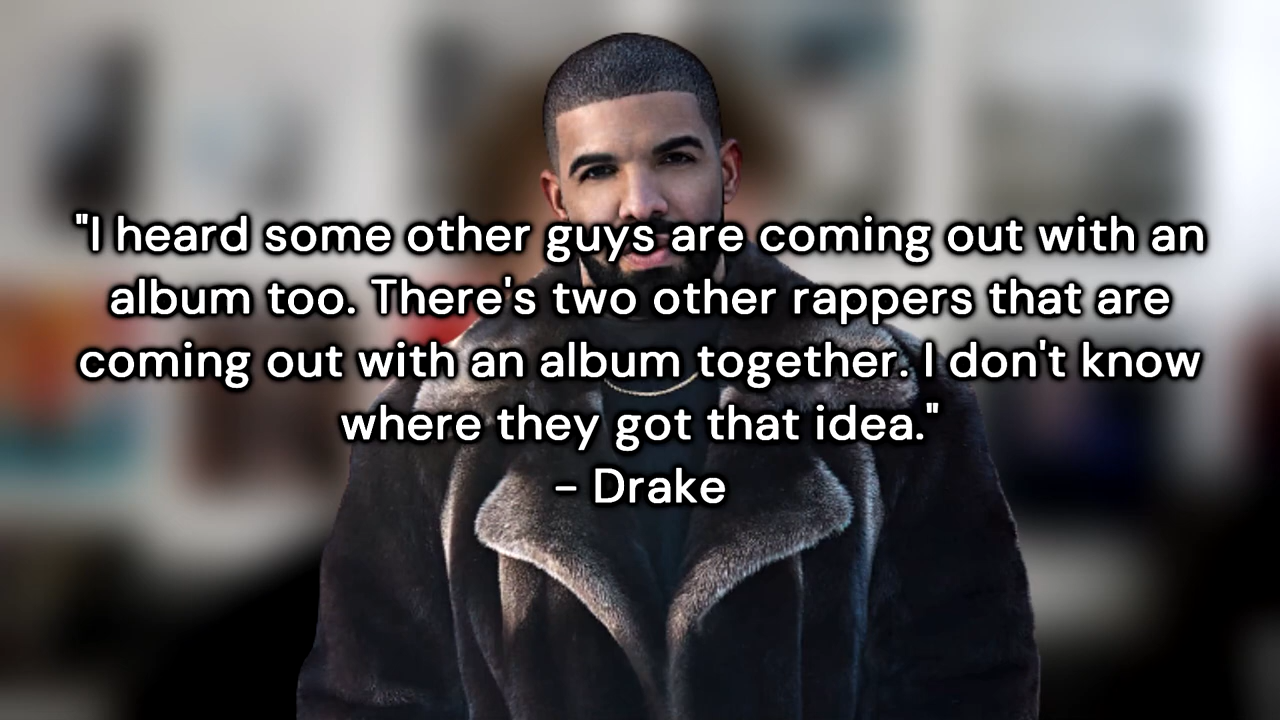 "I heard some other guys are coming out with an
album too. There's two other rappers that are
coming out with an album together. I don't know
where they got that idea."
– Drake